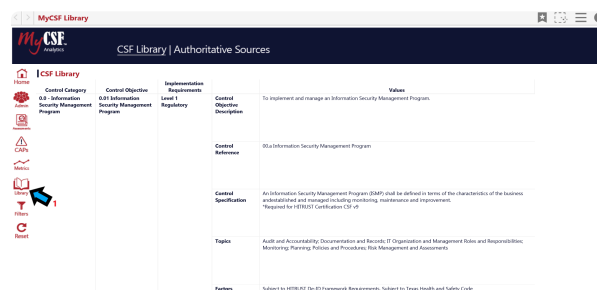 MyCSF Library
MyCSF.
Analytics
CSF Library | Authoritative Sources
Home
CSF Library
Control Category
Control Objective
Implementation
Requirements
Values
0.0 - Information
Security Management
Program
0.01 Information
Security Management
Program
Level 1
Regulatory
Control
Objective
Description
To implement and manage an Information Security Management Program.
Admin
CAPs
Metrics
Library
1
Filters
Reset
Control
Reference
00.a Information Security Management Program
Control
Specification
An Information Security Management Program (ISMP) shall be defined in terms of the characteristics of the business
andestablished and managed including monitoring, maintenance and improvement.
*Required for HITRUST Certification CSF v9
Topics
Audit and Accountability; Documentation and Records; IT Organization and Management Roles and Responsibilities;
Monitoring; Planning; Policies and Procedures; Risk Management and Assessments
Factors
Subject to HITRUST De-ID Framework Requirements, Subject to Texas Health and Safety Code